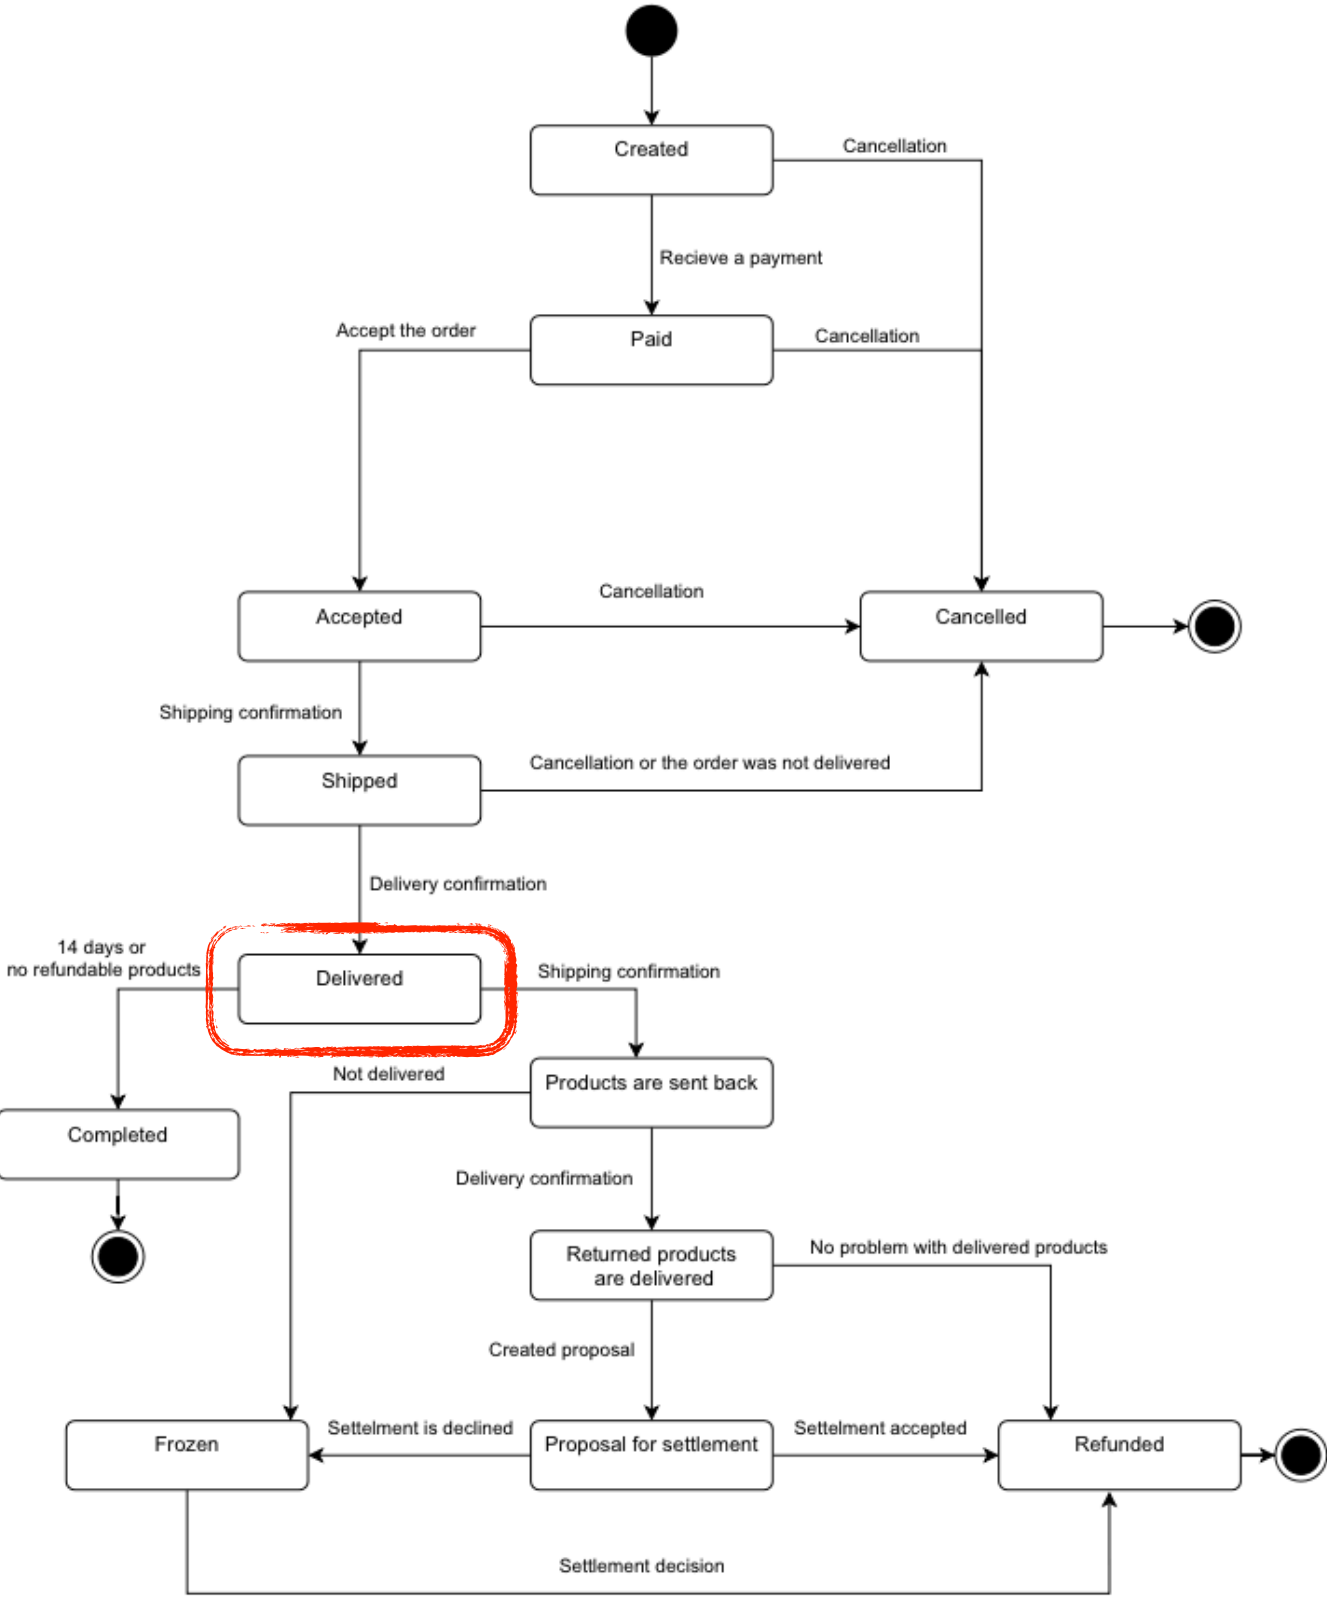 Created
Cancellation
Recieve a payment
Accept the order
Paid
Cancellation
Accepted
Cancellation
Cancelled
Shipping confirmation
Shipped
Cancellation or the order was not delivered
Delivery confirmation
14 days or
no refundable products
Delivered
Shipping confirmation
Not delivered
Products are sent back
Completed
Delivery confirmation
Returned products
are delivered
No problem with delivered products
Created proposal
Frozen
Settelment is declined
Proposal for settlement
Settelment accepted
Refunded
Settlement decision